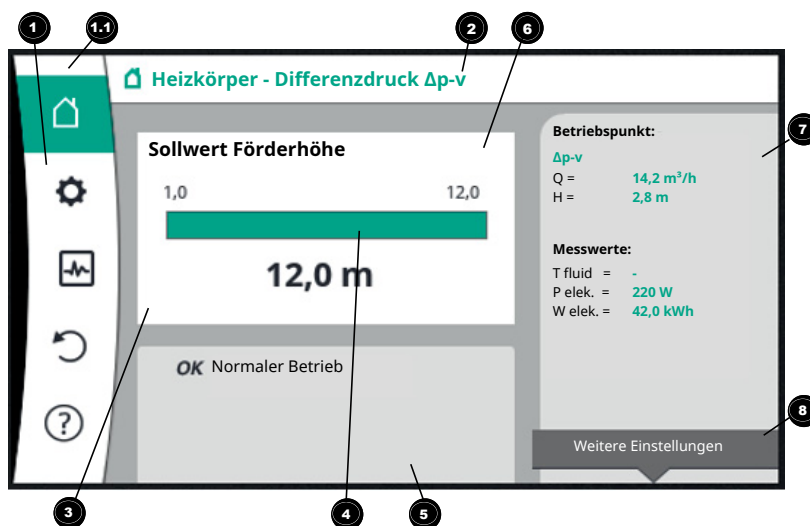 1
1.1
2
6
Heizkörper - Differenzdruck Δp-v
Sollwert Förderhöhe
1,0 12,0
12,0 m
OK Normaler Betrieb
Betriebspunkt:
Δp-v
Q = 14,2 m³/h
H = 2,8 m
Messwerte:
T fluid = -
P elek. = 220 W
W elek. = 42,0 kWh
Weitere Einstellungen
?
7
8
3
4
5